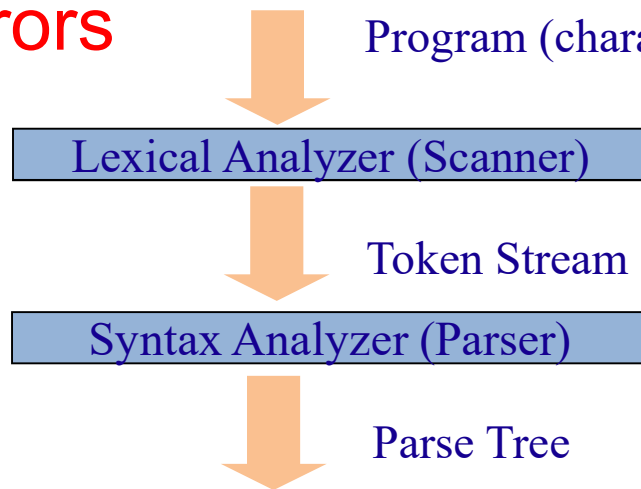 rors
Program (chara
Lexical Analyzer (Scanner)
Token Stream
Syntax Analyzer (Parser)
Parse Tree